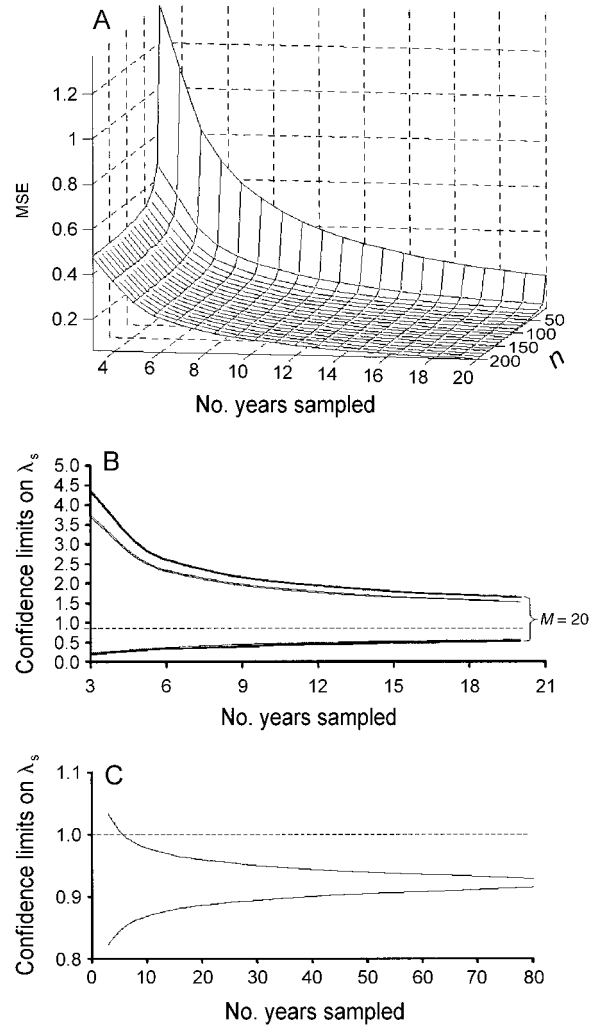 A
1.2
1
0.8
0.6
0.4
0.2
MSE
4 6 8 10 12 14 16 18 20
50
100
150
200
n
No. years sampled
B
Confidence limits on λs
5.0
4.5
4.0
3.5
3.0
2.5
2.0
1.5
1.0
0.5
0.0
M = 20
3 6 9 12 15 18 21
No. years sampled
C
Confidence limits on λs
1.1
1.0
0.9
0.8
0 10 20 30 40 50 60 70 80
No. years sampled